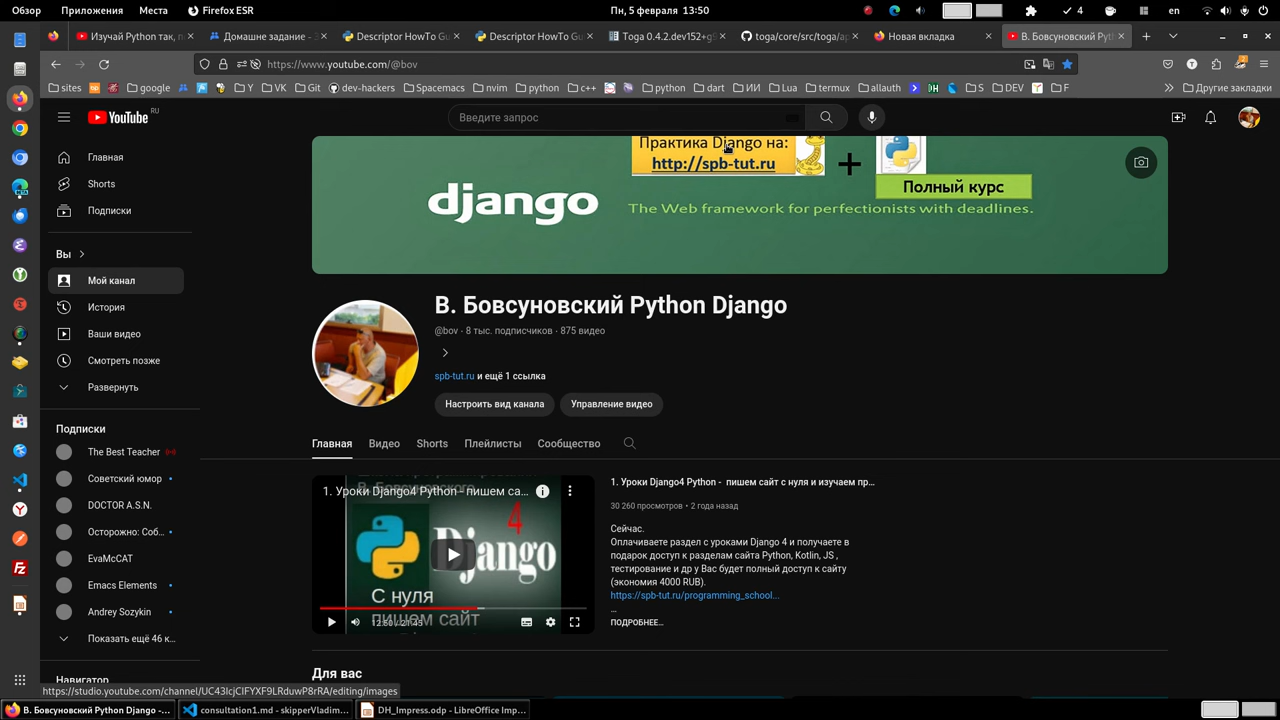 Обзор Приложения Места Firefox ESR Пн, 5 февраля 13:50 4 en
Изучай Python так, п Домашне задание - Descriptor HowTo Gu Descriptor HowTo Gu Toga 0.4.2.dev152+g9 toga/core/src/toga/ap Новая вкладка В. Бовсуновский Pyth
https://www.youtube.com/@bov
sites google Y VK Git dev-hackers Spacemacs nvim python c++ python dart ИИ Lua termux allauth S DEV F Другие закладки
YouTube RU
Введите запрос
Главная
Shorts
Подписки
Вы
Мой канал
История
Ваши видео
Смотреть позже
Развернуть
Подписки
The Best Teacher
Советский юмор
DOCTOR A.S.N.
Осторожно: Соб...
EvaMcCAT
Emacs Elements
Andrey Sozykin
Показать ещё 46 к...
Навигатор
Практика Django на:
http://spb-tut.ru
+
Полный курс
django
The Web framework for perfectionists with deadlines.
В. Бовсуновский Python Django
@bov · 8 тыс. подписчиков · 875 видео
spb-tut.ru и ещё 1 ссылка
Настроить вид канала Управление видео
Главная Видео Shorts Плейлисты Сообщество
В. Бовсуновского
1. Уроки Django4 Python - пишем са...
4
Django
С нуля
пишем сайт
1. Уроки Django4 Python - пишем сайт с нуля и изучаем пр...
30 260 просмотров • 2 года назад
Сейчас.
Оплачиваете раздел с уроками Django 4 и получаете в
подарок доступ к разделам сайта Python, Kotlin, JS ,
тестирование и др у Вас будет полный доступ к сайту
(экономия 4000 RUB).
https://spb-tut.ru/programming_school...
...
ПОДРОБНЕЕ...
Для вас
https://studio.youtube.com/channel/UC43IcjCIFYXF9LRduwP8rRA/editing/images
В. Бовсуновский Python Django -... consultation1.md - skipperVladim... DH_Impress.odp - LibreOffice Imp...